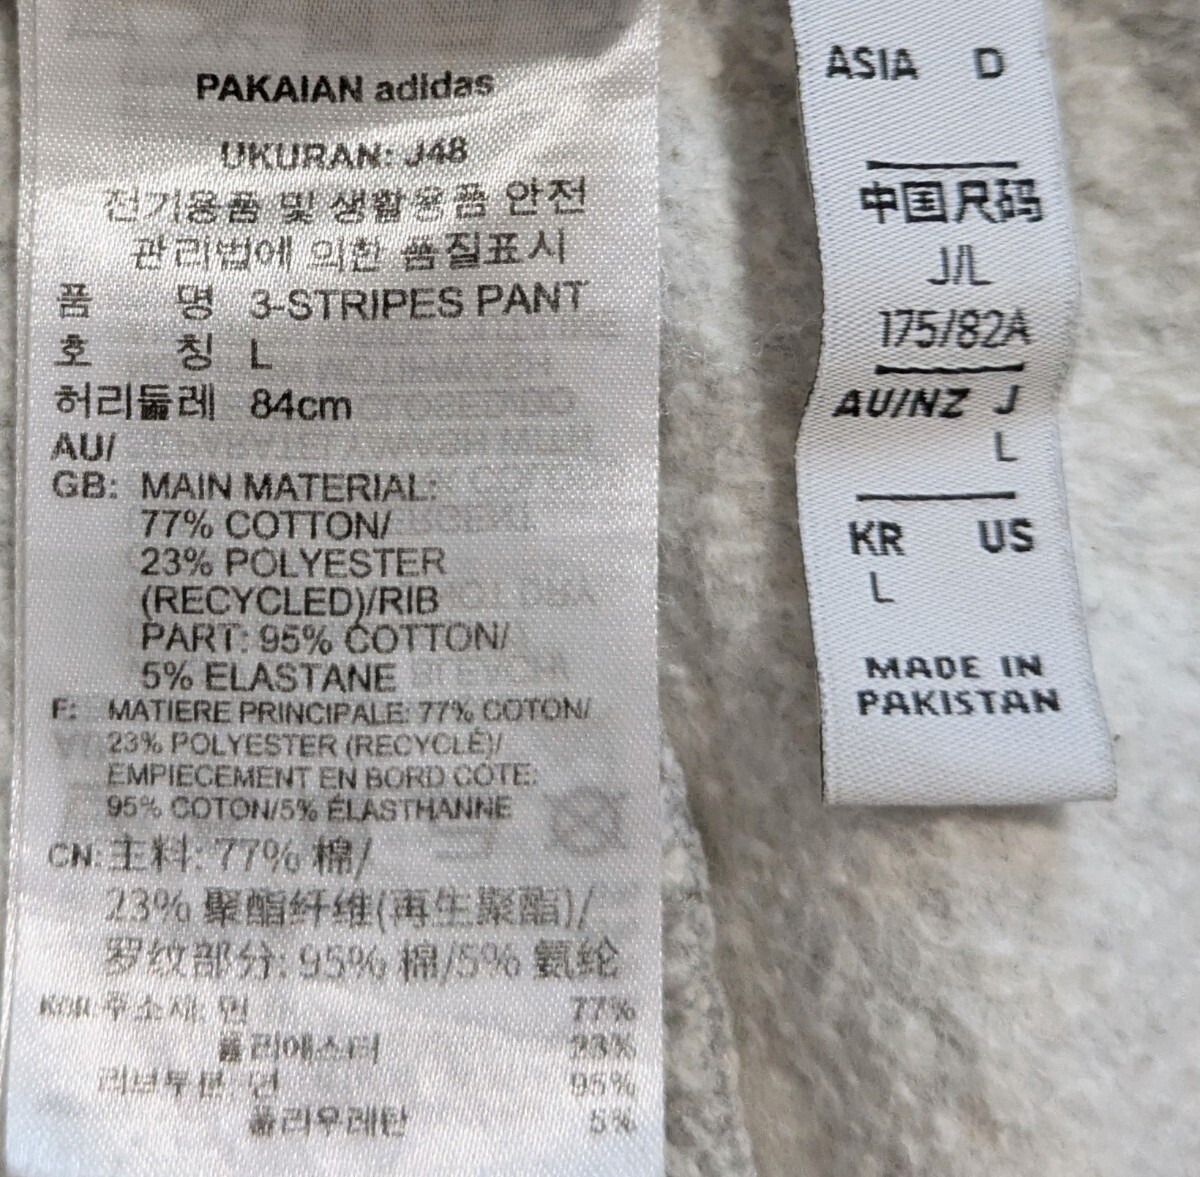 PAKAIAN adidas
UKURAN: J48
전기용품 및 생활용품 안전
관리법에 의한 품질표시
품 명 3-STRIPES PANT
호 칭 L
허리둘레 84cm
AU/
GB: MAIN MATERIAL:
77% COTTON/
23% POLYESTER
(RECYCLED)/RIB
PART: 95% COTTON/
5% ELASTANE
F: MATIERE PRINCIPALE: 77% COTON/
23% POLYESTER (RECYCLÉ)/
EMPIECEMENT EN BORD COTE:
95% COTON/5% ÉLASTHANNE
CN: 主料: 77% 棉/
23% 聚酯纤维(再生聚酯)/
罗纹部分: 95% 棉/5% 氨纶
KOR: 주소재: 면 77%
폴리에스터 23%
리브부분: 면 95%
폴리우레탄 5%
ASIA D
中国尺码
J/L
175/82A
AU/NZ J
L
KR US
L
MADE IN
PAKISTAN